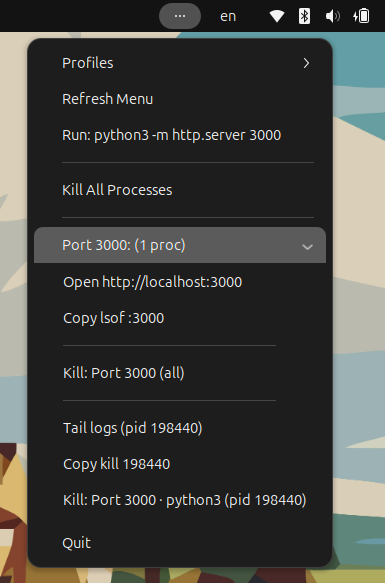 ... en
Profiles
Refresh Menu
Run: python3 -m http.server 3000
Kill All Processes
Port 3000: (1 proc)
Open http://localhost:3000
Copy lsof :3000
Kill: Port 3000 (all)
Tail logs (pid 198440)
Copy kill 198440
Kill: Port 3000 · python3 (pid 198440)
Quit